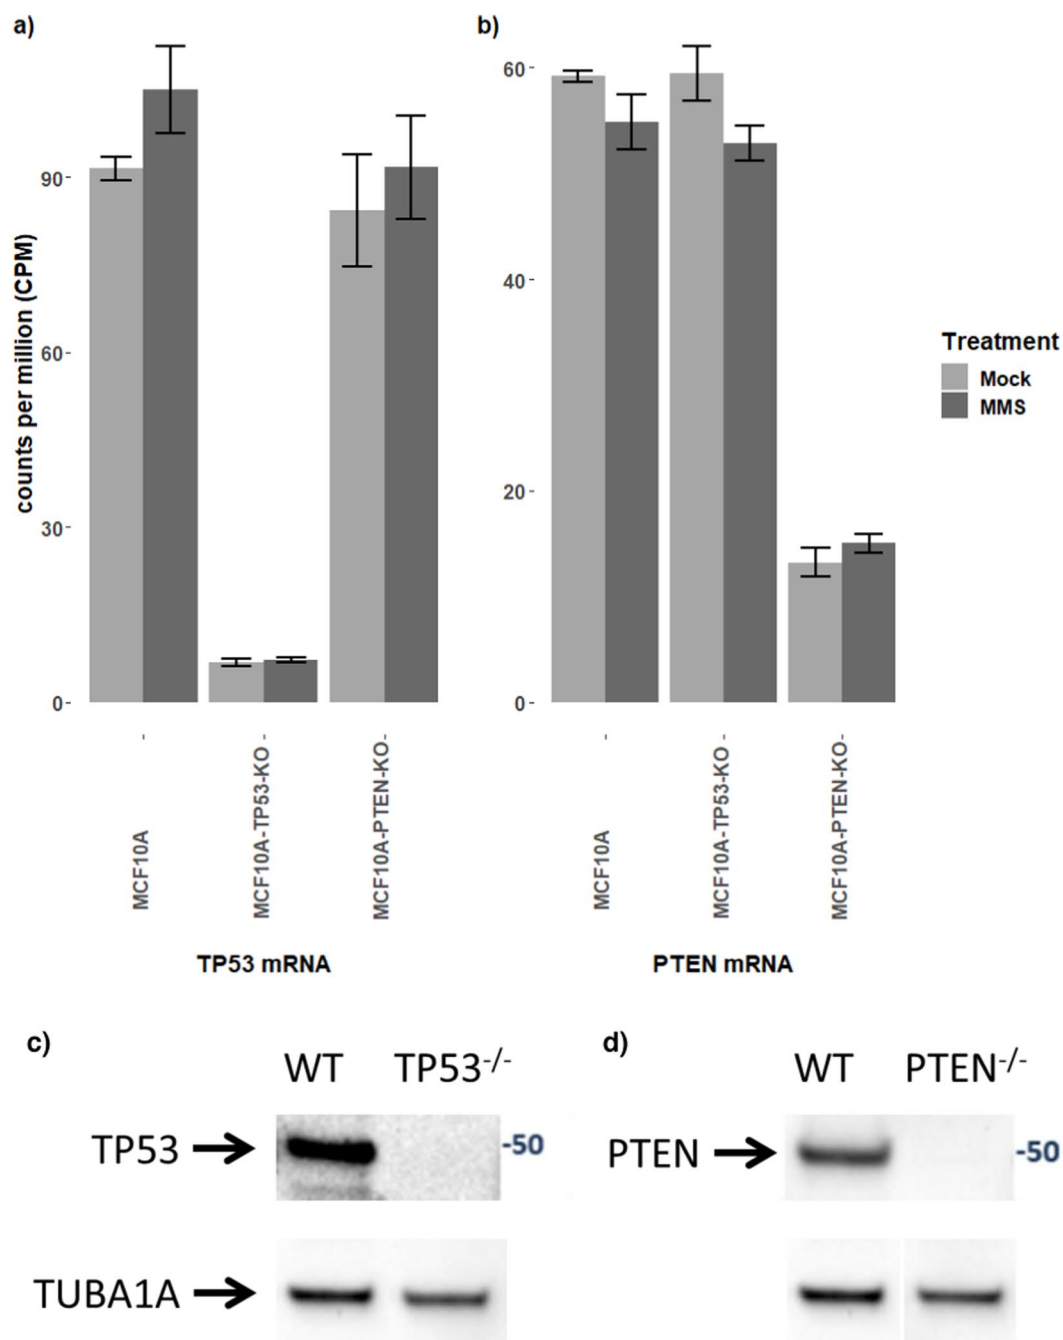 a)
b)
counts per million (CPM)
90
60
30
0
60
40
20
0
MCF10A
MCF10A-TP53-KO
MCF10A-PTEN-KO
MCF10A
MCF10A-TP53-KO
MCF10A-PTEN-KO
TP53 mRNA
PTEN mRNA
Treatment
Mock
MMS
c)
WT TP53-/-
TP53
-50
TUBA1A
d)
WT PTEN-/-
PTEN
-50